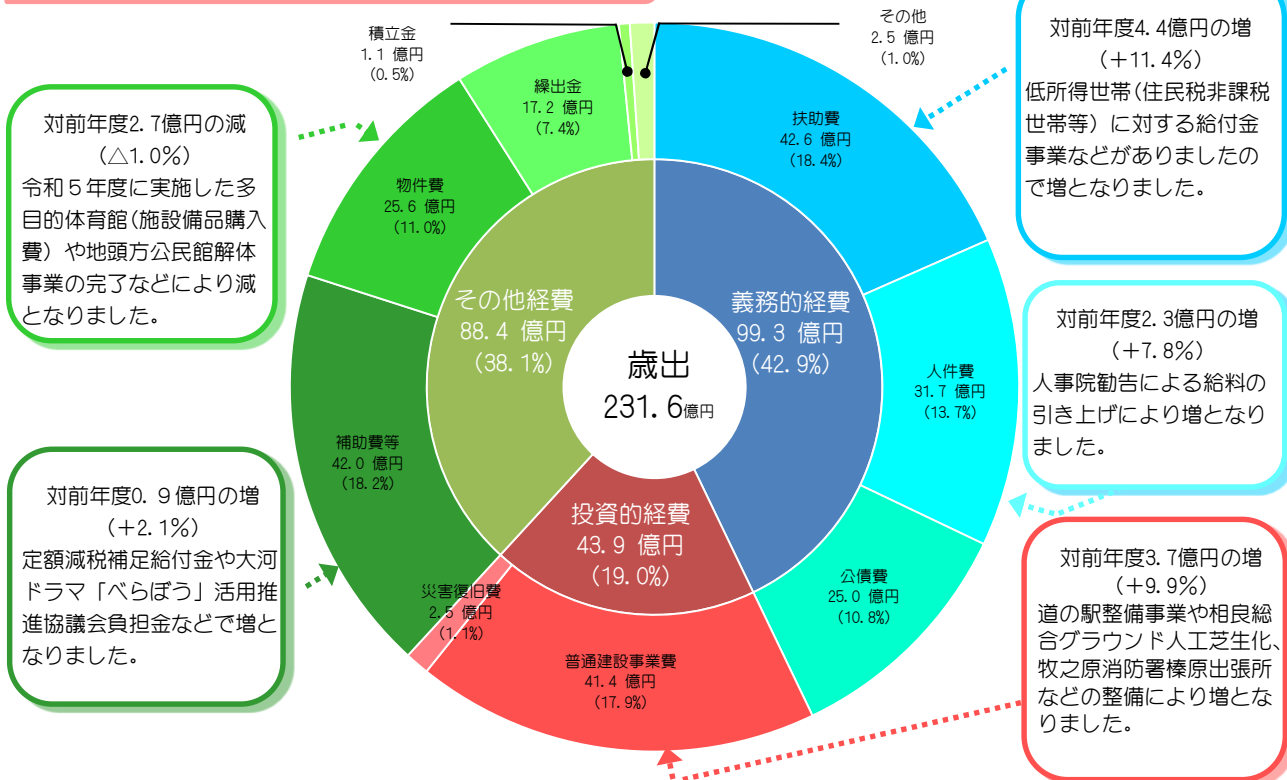 積立金
1.1 億円
(0.5%)
その他
2.5 億円
(1.0%)
繰出金
17.2 億円
(7.4%)
物件費
25.6 億円
(11.0%)
補助費等
42.0 億円
(18.2%)
扶助費
42.6 億円
(18.4%)
人件費
31.7 億円
(13.7%)
公債費
25.0 億円
(10.8%)
普通建設事業費
41.4 億円
(17.9%)
災害復旧費
2.5 億円
(1.1%)
その他経費
88.4 億円
(38.1%)
義務的経費
99.3 億円
(42.9%)
投資的経費
43.9 億円
(19.0%)
歳出
231.6億円
対前年度2.7億円の減
(△1.0%)
令和５年度に実施した多
目的体育館(施設備品購入
費）や地頭方公民館解体
事業の完了などにより減
となりました。
対前年度0.９億円の増
(+2.1%)
定額減税補足給付金や大河
ドラマ「べらぼう」活用推
進協議会負担金などで増と
なりました。
対前年度4.4億円の増
(+11.4%)
低所得世帯(住民税非課税
世帯等）に対する給付金
事業などがありましたの
で増となりました。
対前年度2.3億円の増
(+7.8%)
人事院勧告による給料の
引き上げにより増となり
ました。
対前年度3.7億円の増
(+9.9%)
道の駅整備事業や相良総
合グラウンド人工芝生化、
牧之原消防署榛原出張所
などの整備により増とな
りました。